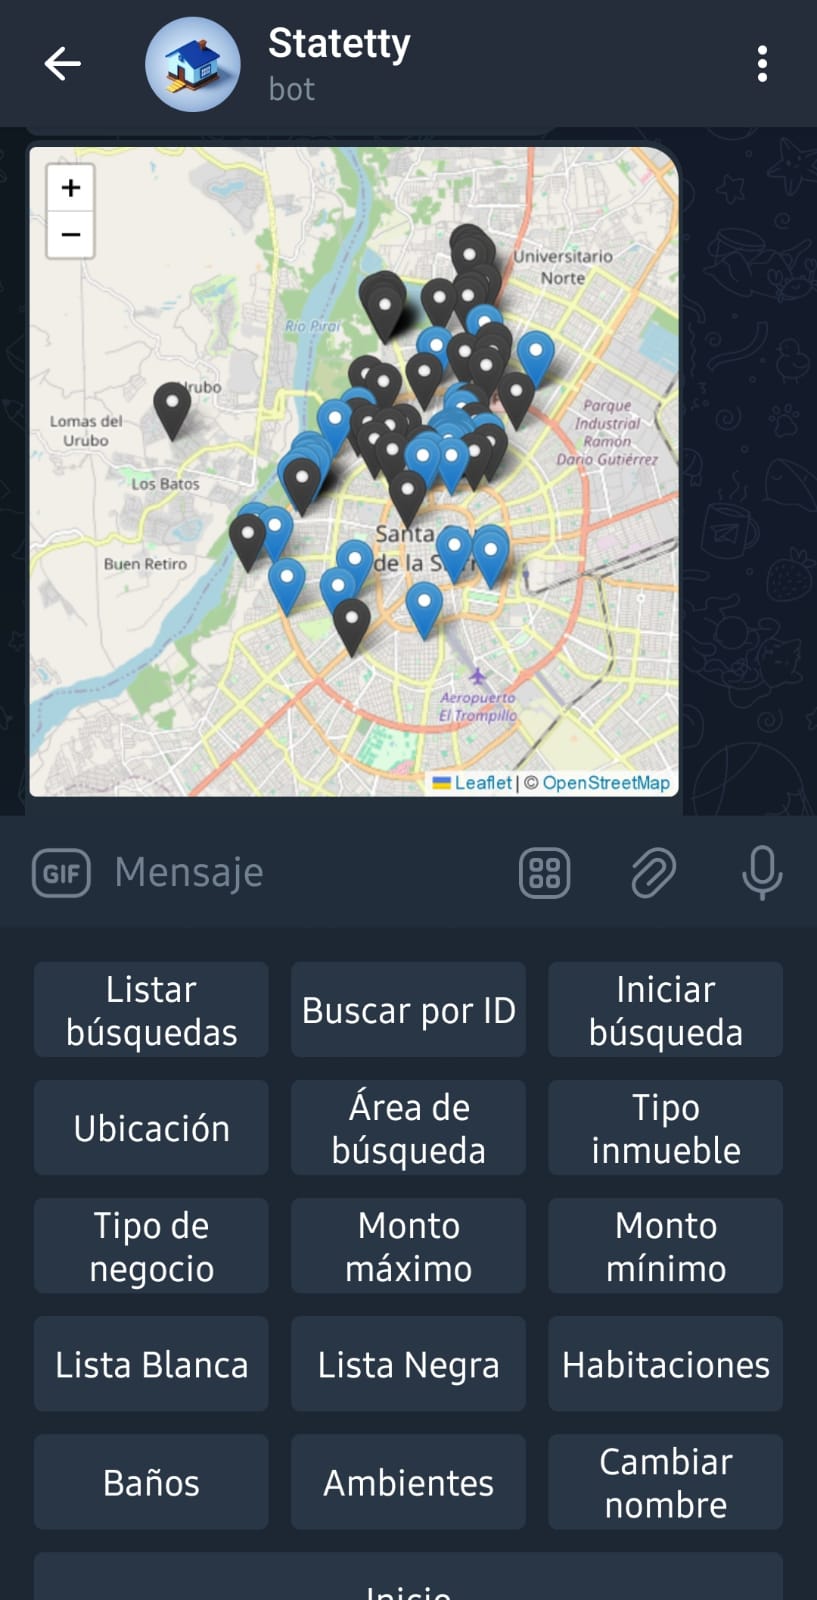 Statetty
bot
+
−
Universitario
Norte
Río Piraí
Lomas del
Urubo
Los Batos
Parque
Industrial
Ramón
Darío Gutiérrez
Buen Retiro
Santa
de la
Aeropuerto
El Trompillo
Leaflet | © OpenStreetMap
GIF Mensaje
Listar
búsquedas
Buscar por ID
Iniciar
búsqueda
Ubicación
Área de
búsqueda
Tipo
inmueble
Tipo de
negocio
Monto
máximo
Monto
mínimo
Lista Blanca
Lista Negra
Habitaciones
Baños
Ambientes
Cambiar
nombre
Inicio